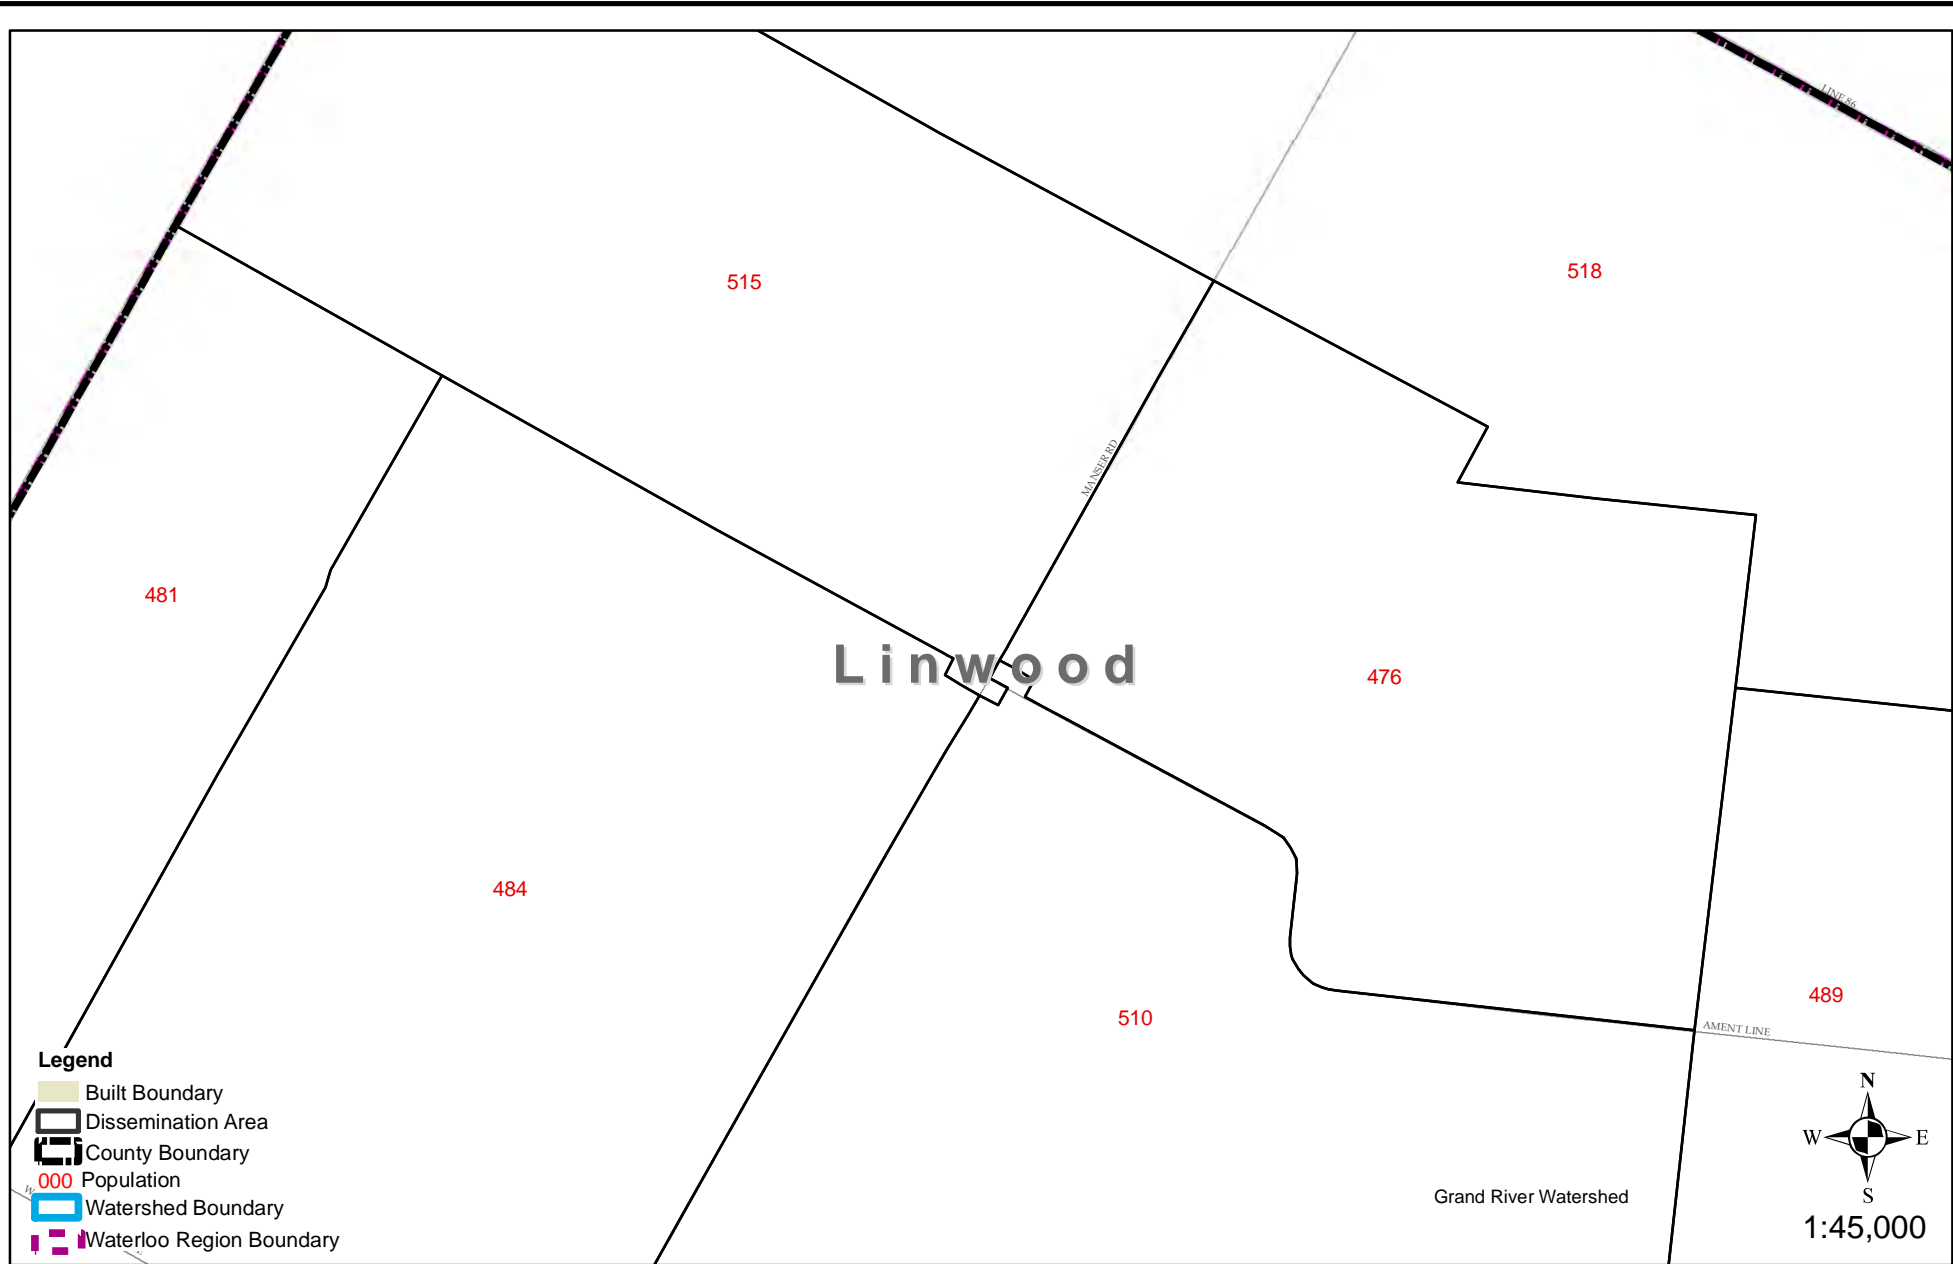 LINE 86
515
518
MANSER RD
481
Linwood
476
484
489
510
AMENT LINE
Legend
Built Boundary
Dissemination Area
County Boundary
000 Population
Watershed Boundary
Waterloo Region Boundary
Grand River Watershed
N
W E
S
1:45,000